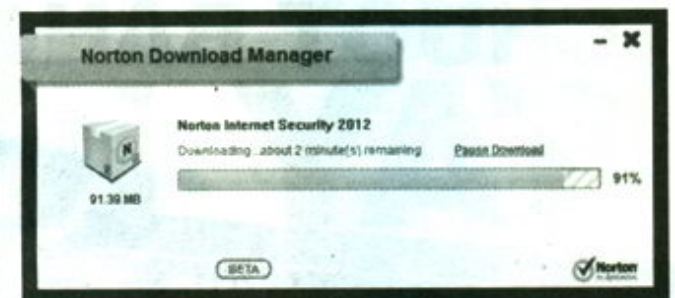 Norton Download Manager
N
Norton Internet Security 2012
Downloading...about 2 minute(s) remaining Pause Download
91%
91.39 MB
BETA
Norton